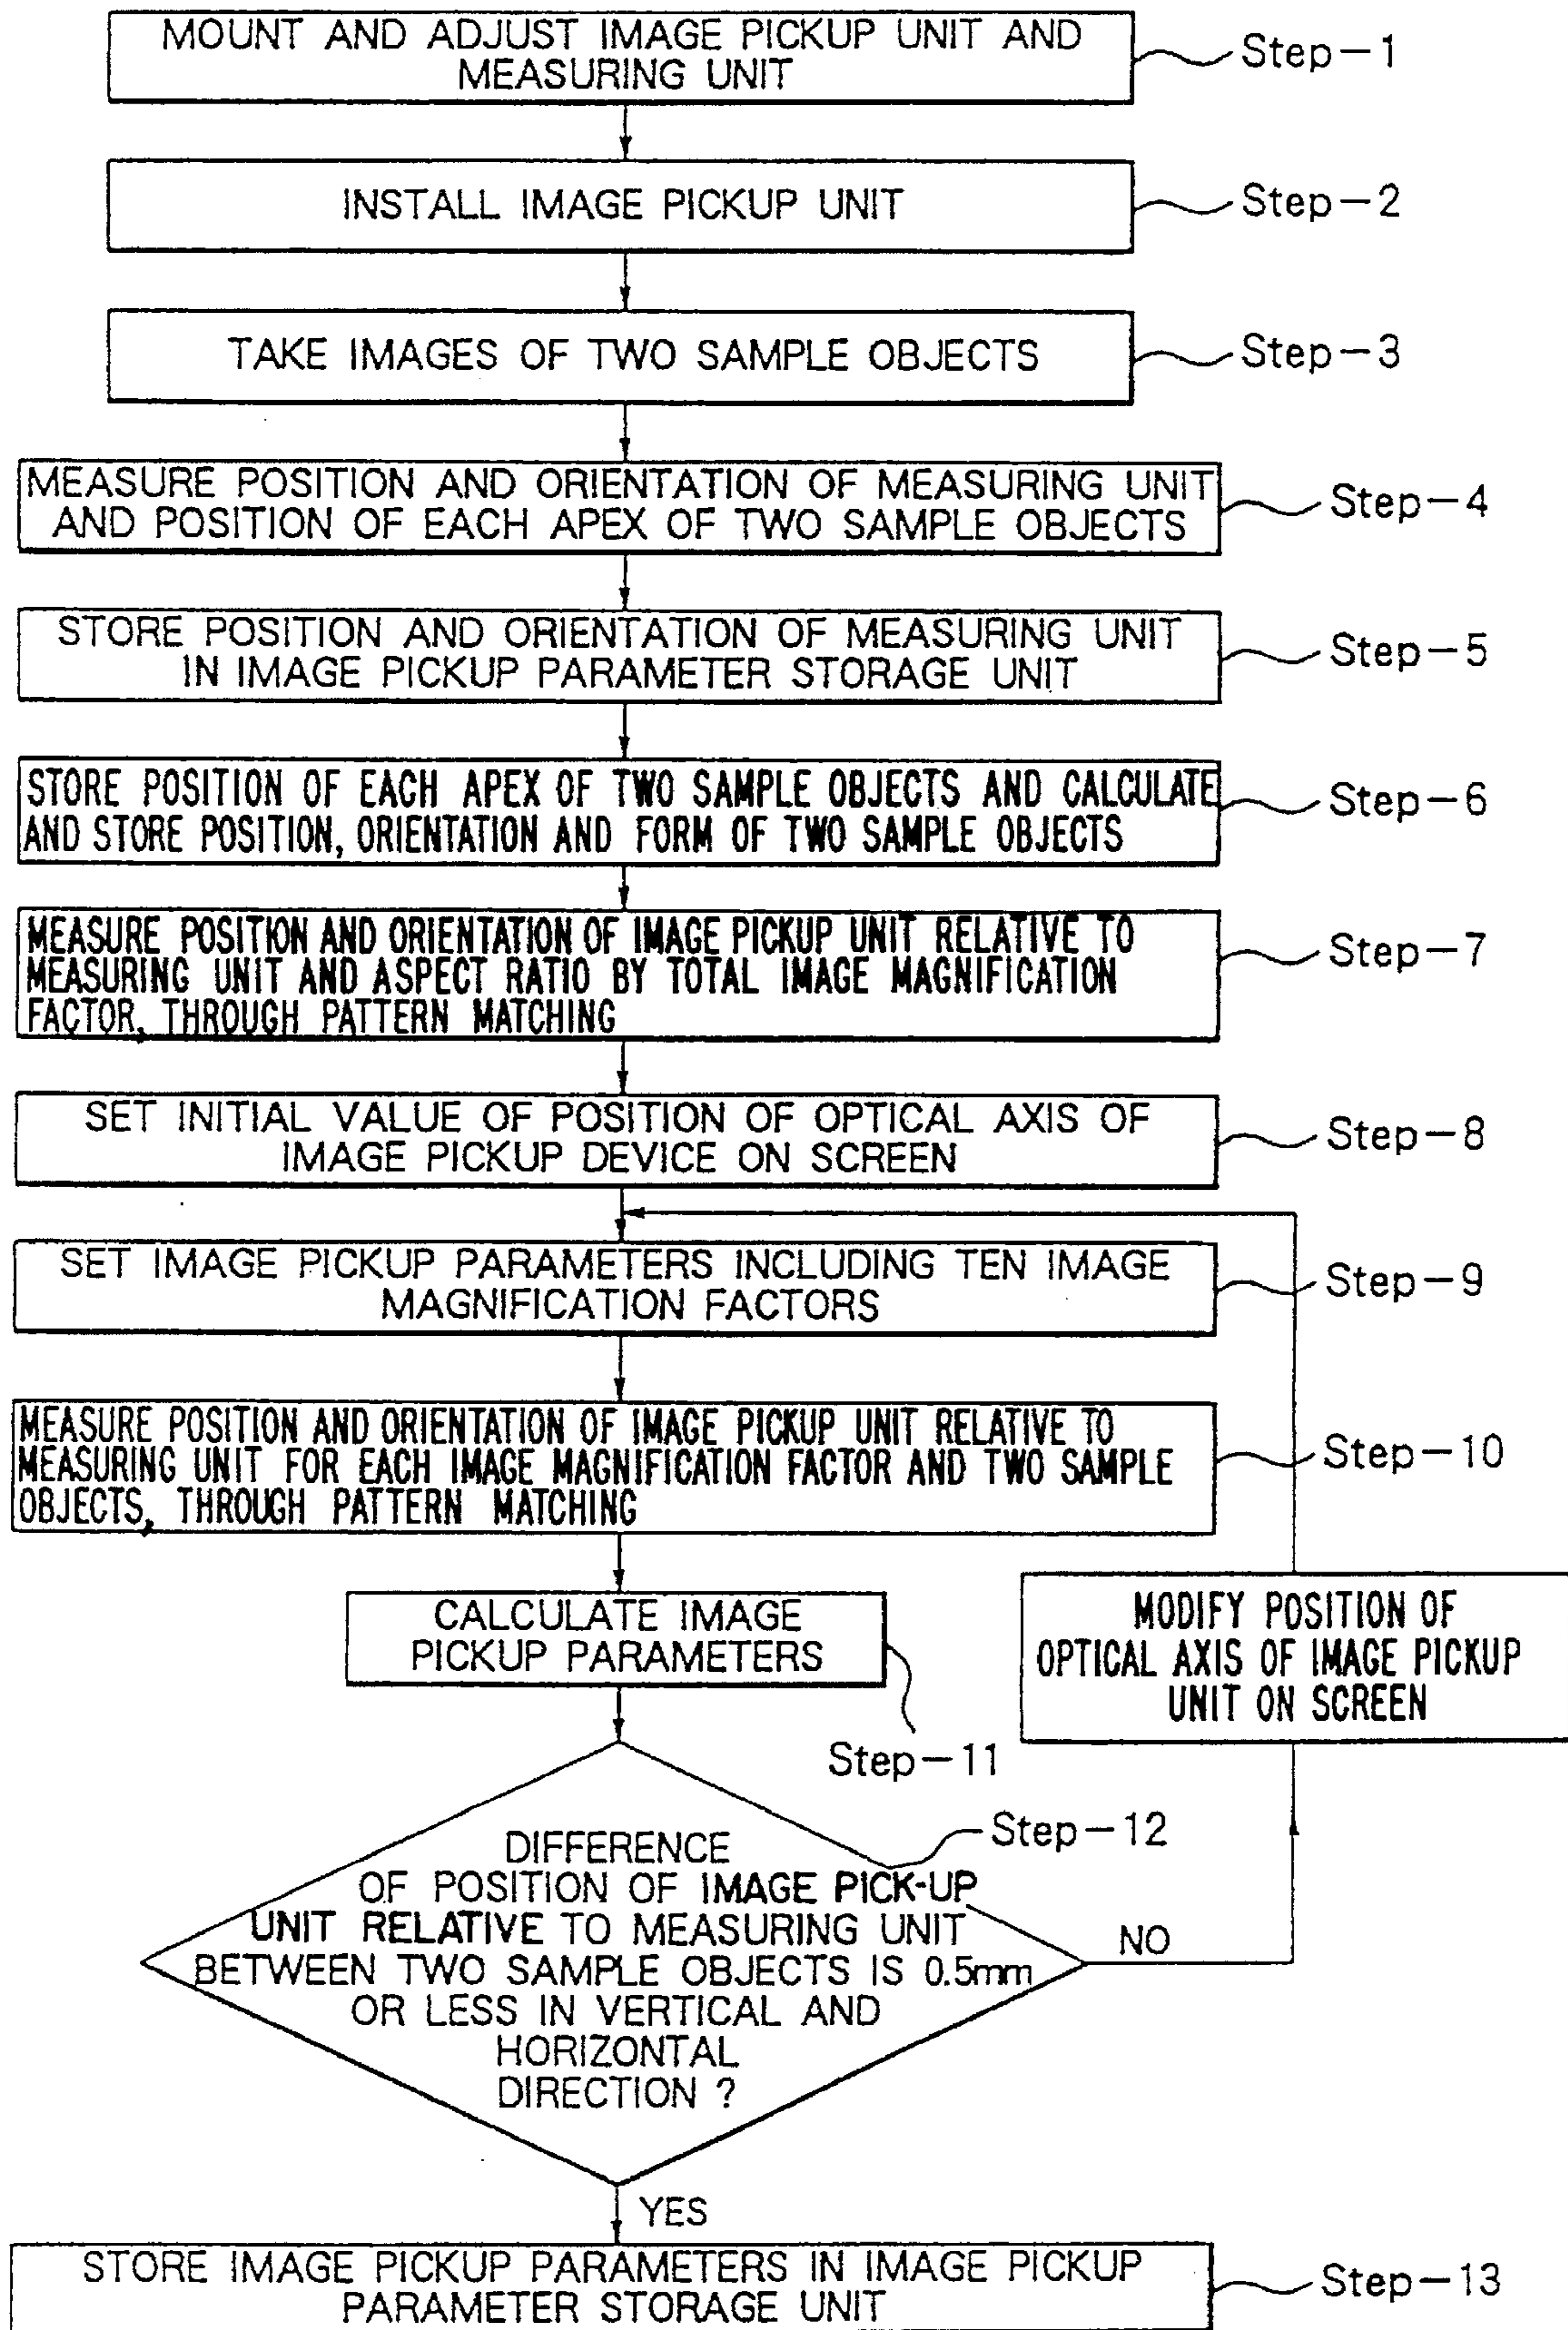 MOUNT AND ADJUST IMAGE PICKUP UNIT AND
MEASURING UNIT
Step-1
INSTALL IMAGE PICKUP UNIT
Step-2
TAKE IMAGES OF TWO SAMPLE OBJECTS
Step-3
MEASURE POSITION AND ORIENTATION OF MEASURING UNIT
AND POSITION OF EACH APEX OF TWO SAMPLE OBJECTS
Step-4
STORE POSITION AND ORIENTATION OF MEASURING UNIT
IN IMAGE PICKUP PARAMETER STORAGE UNIT
Step-5
STORE POSITION OF EACH APEX OF TWO SAMPLE OBJECTS AND CALCULATE
AND STORE POSITION, ORIENTATION AND FORM OF TWO SAMPLE OBJECTS
Step-6
MEASURE POSITION AND ORIENTATION OF IMAGE PICKUP UNIT RELATIVE TO
MEASURING UNIT AND ASPECT RATIO BY TOTAL IMAGE MAGNIFICATION
FACTOR, THROUGH PATTERN MATCHING
Step-7
SET INITIAL VALUE OF POSITION OF OPTICAL AXIS OF
IMAGE PICKUP DEVICE ON SCREEN
Step-8
SET IMAGE PICKUP PARAMETERS INCLUDING TEN IMAGE
MAGNIFICATION FACTORS
Step-9
MEASURE POSITION AND ORIENTATION OF IMAGE PICKUP UNIT RELATIVE TO
MEASURING UNIT FOR EACH IMAGE MAGNIFICATION FACTOR AND TWO SAMPLE
OBJECTS, THROUGH PATTERN MATCHING
Step-10
CALCULATE IMAGE
PICKUP PARAMETERS
Step-11
MODIFY POSITION OF
OPTICAL AXIS OF IMAGE PICKUP
UNIT ON SCREEN
DIFFERENCE
OF POSITION OF IMAGE PICK-UP
UNIT RELATIVE TO MEASURING UNIT
BETWEEN TWO SAMPLE OBJECTS IS 0.5mm
OR LESS IN VERTICAL AND
HORIZONTAL
DIRECTION ?
Step-12
NO
YES
STORE IMAGE PICKUP PARAMETERS IN IMAGE PICKUP
PARAMETER STORAGE UNIT
Step-13